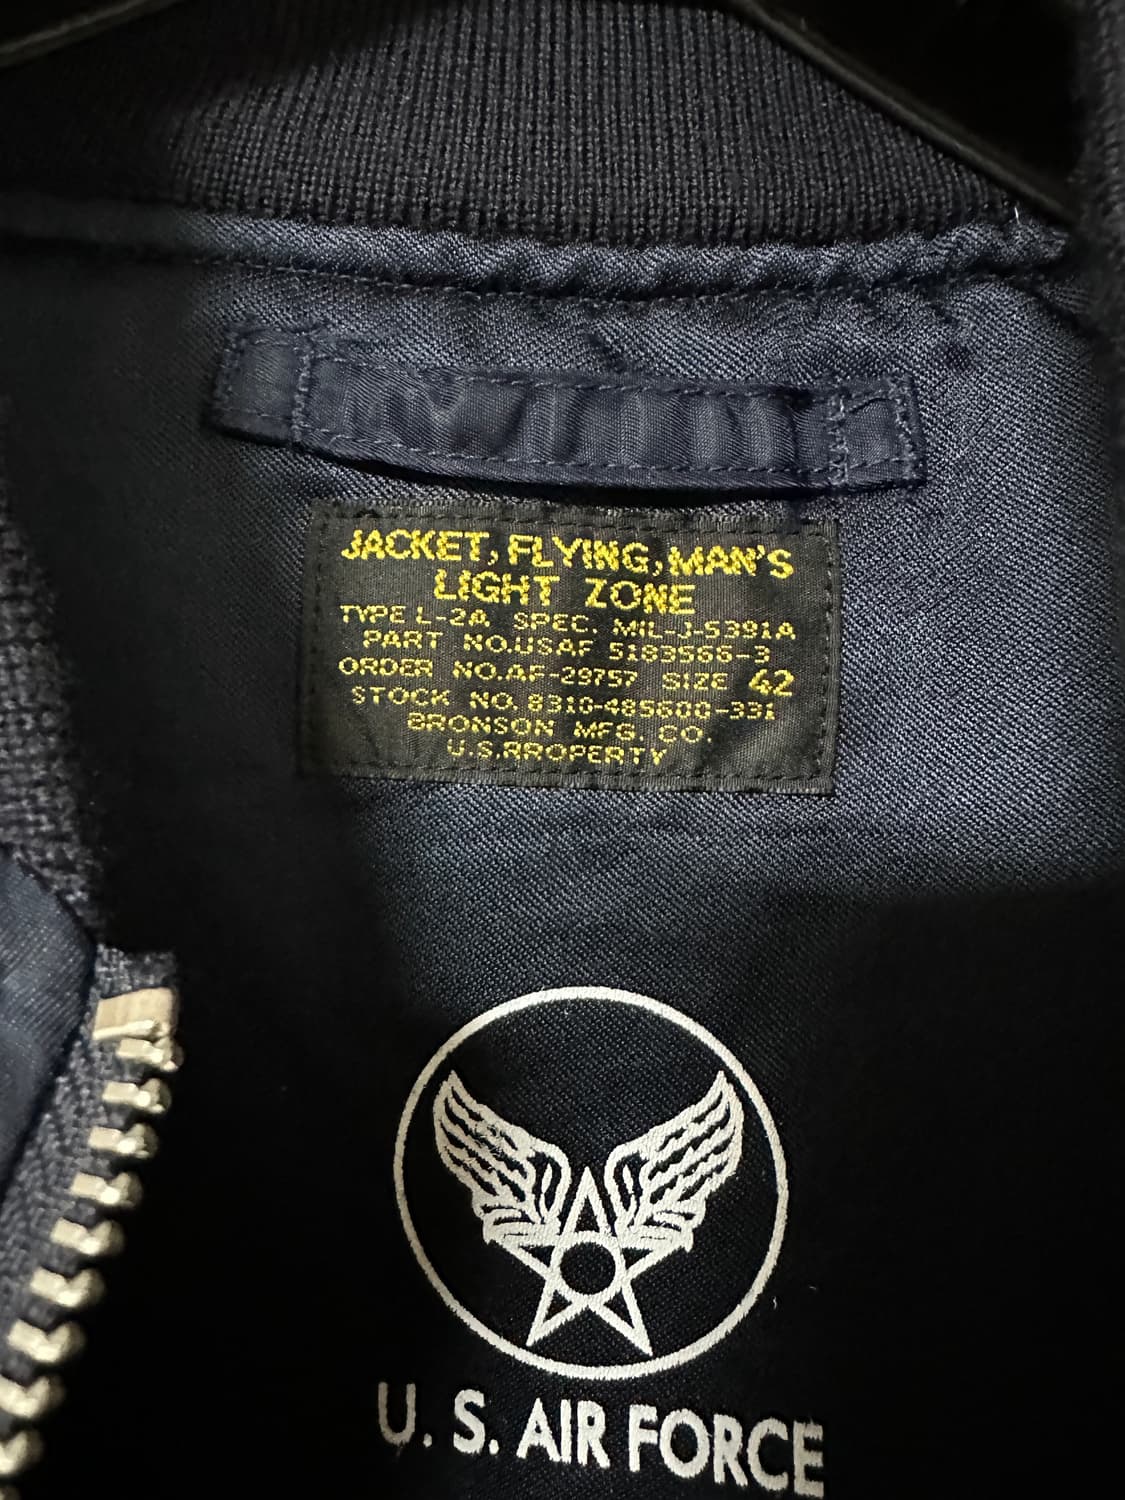 JACKET, FLYING, MAN'S
LIGHT ZONE
TYPE L-2A SPEC. MIL-J-5391A
PART NO.USAF 5183566-3
ORDER NO.AF-29757 SIZE 42
STOCK NO. 8310-485600-331
BRONSON MFG. CO.
U.S.RROPERTY
U. S. AIR FORCE